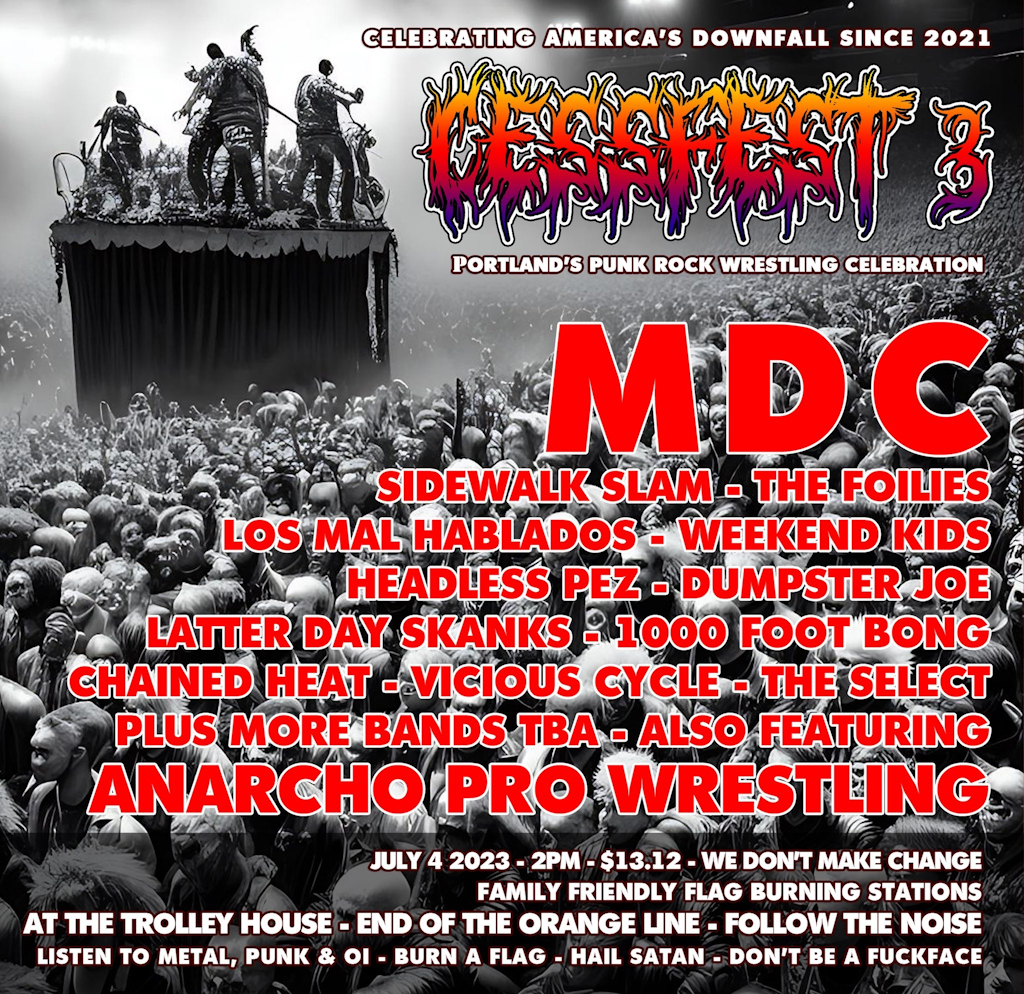 CELEBRATING AMERICA'S DOWNFALL SINCE 2021
CESSFEST 3
PORTLAND'S PUNK ROCK WRESTLING CELEBRATION
MDC
SIDEWALK SLAM - THE FOILIES
LOS MAL HABLADOS - WEEKEND KIDS
HEADLESS PEZ - DUMPSTER JOE
LATTER DAY SKANKS - 1000 FOOT BONG
CHAINED HEAT - VICIOUS CYCLE - THE SELECT
PLUS MORE BANDS TBA - ALSO FEATURING
ANARCHO PRO WRESTLING
JULY 4 2023 - 2PM - $13.12 - WE DON'T MAKE CHANGE
FAMILY FRIENDLY FLAG BURNING STATIONS
AT THE TROLLEY HOUSE - END OF THE ORANGE LINE - FOLLOW THE NOISE
LISTEN TO METAL, PUNK & OI - BURN A FLAG - HAIL SATAN - DON'T BE A FUCKFACE